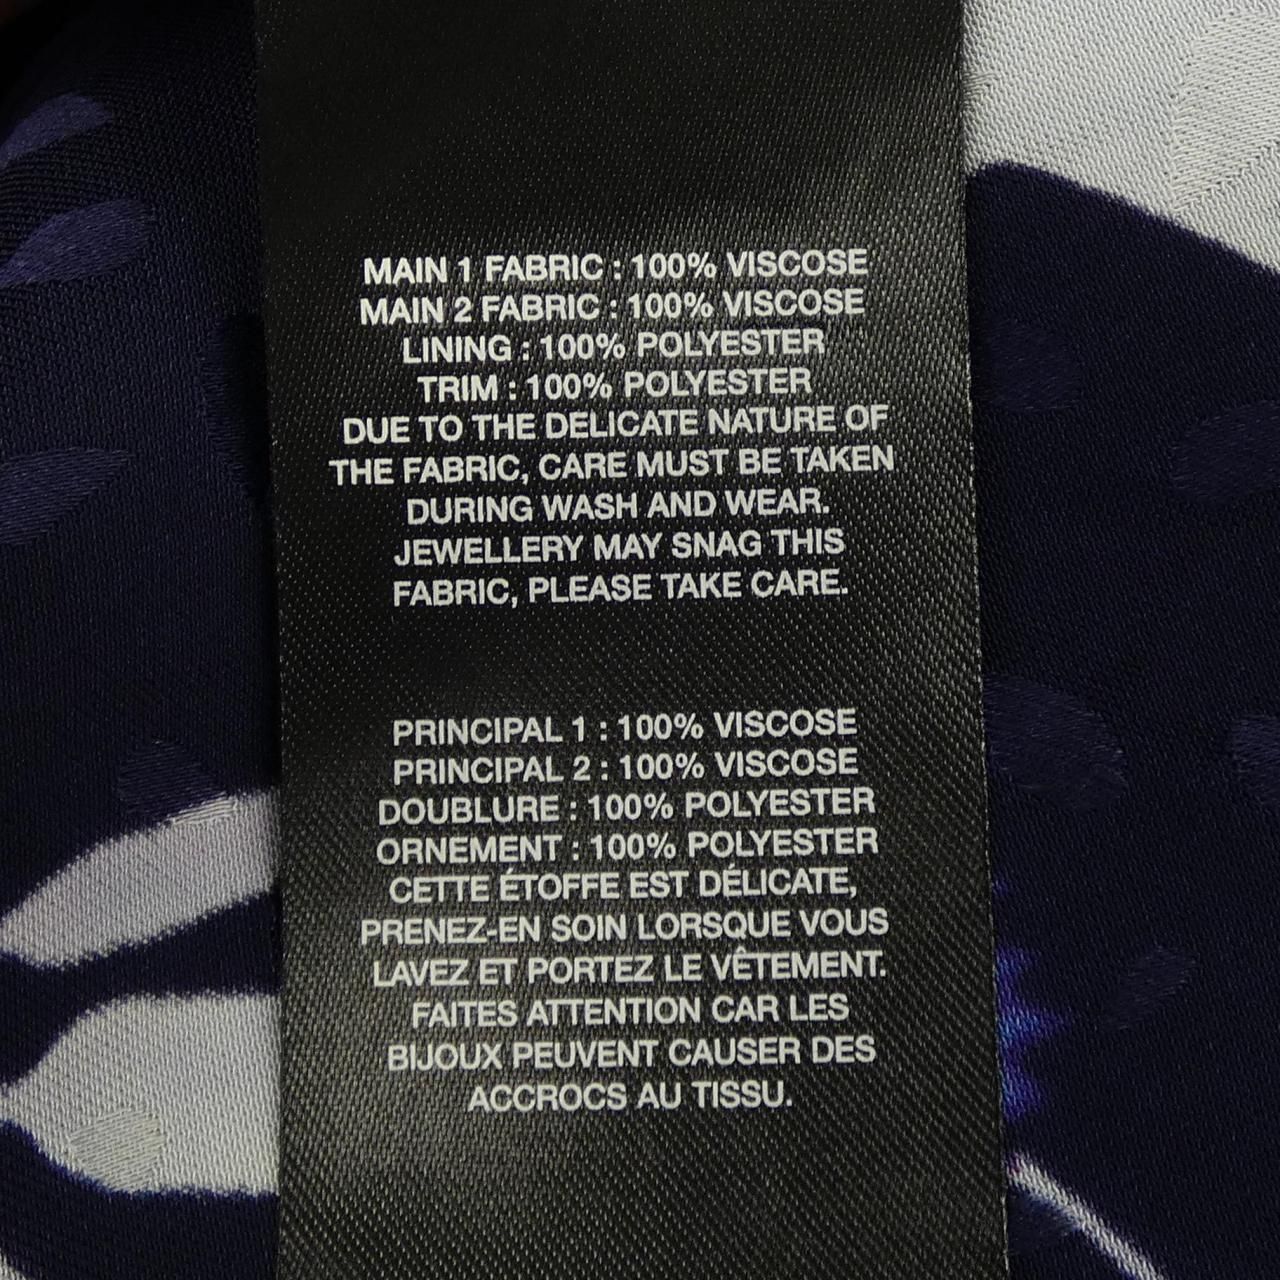 MAIN 1 FABRIC : 100% VISCOSE
MAIN 2 FABRIC : 100% VISCOSE
LINING : 100% POLYESTER
TRIM : 100% POLYESTER
DUE TO THE DELICATE NATURE OF
THE FABRIC, CARE MUST BE TAKEN
DURING WASH AND WEAR.
JEWELLERY MAY SNAG THIS
FABRIC, PLEASE TAKE CARE.
PRINCIPAL 1 : 100% VISCOSE
PRINCIPAL 2 : 100% VISCOSE
DOUBLURE : 100% POLYESTER
ORNEMENT : 100% POLYESTER
CETTE ÉTOFFE EST DÉLICATE,
PRENEZ-EN SOIN LORSQUE VOUS
LAVEZ ET PORTEZ LE VÊTEMENT.
FAITES ATTENTION CAR LES
BIJOUX PEUVENT CAUSER DES
ACCROCS AU TISSU.